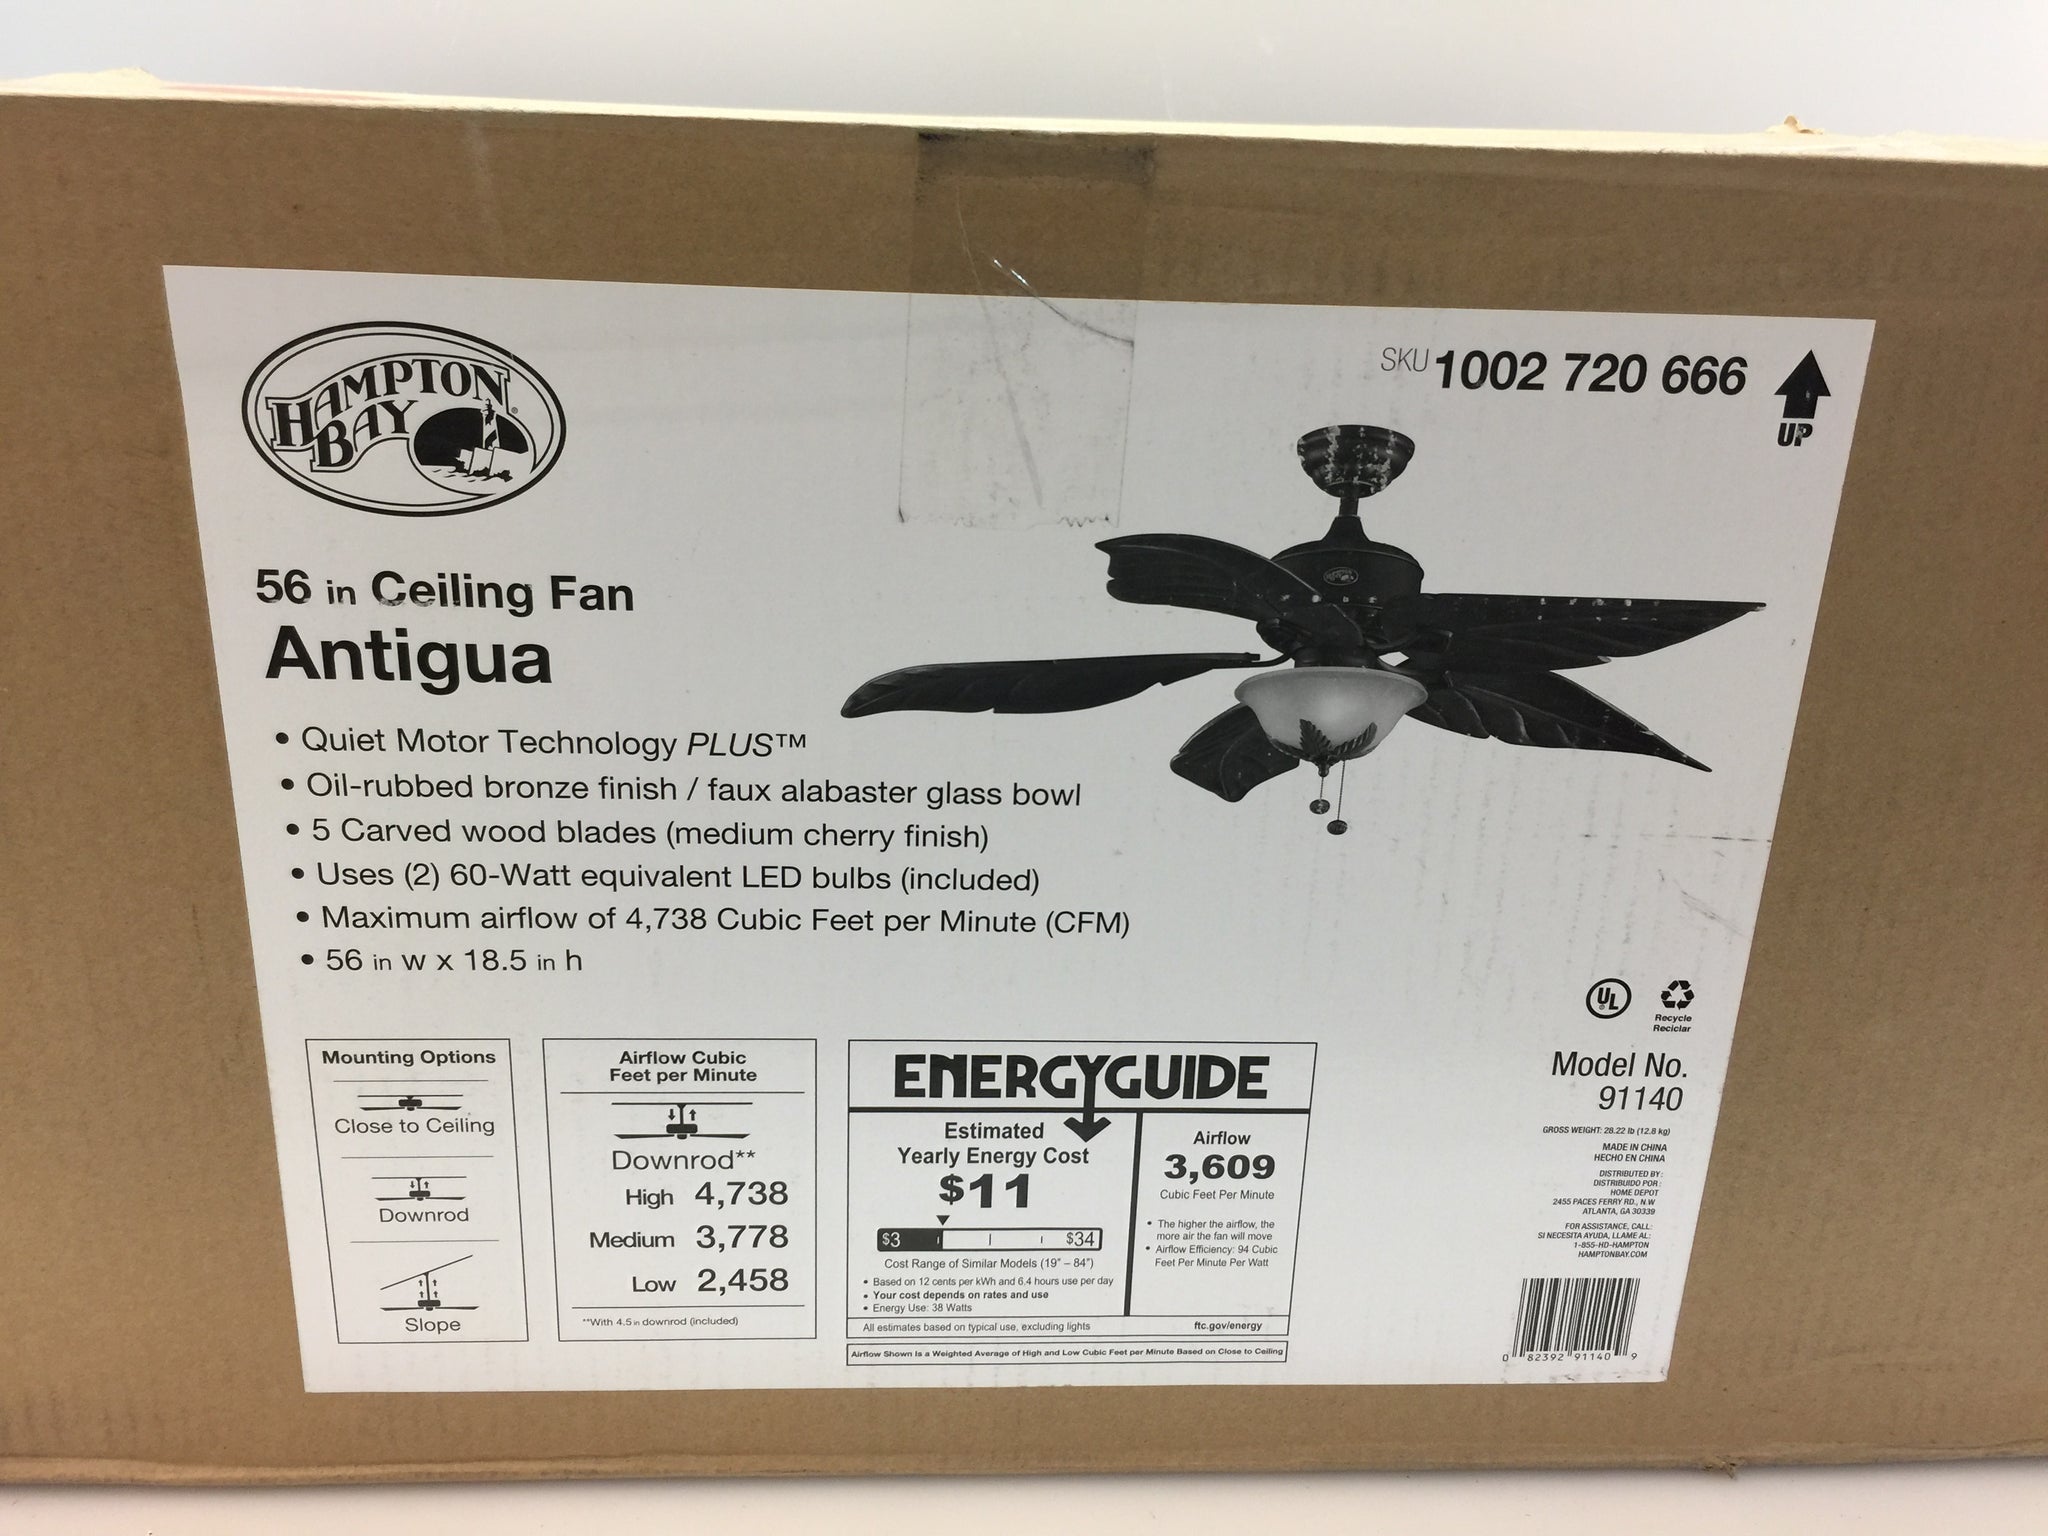 HAMPTON
BAY
®
SKU 1002 720 666
UP
56 in Ceiling Fan
Antigua
• Quiet Motor Technology PLUS™
• Oil-rubbed bronze finish / faux alabaster glass bowl
• 5 Carved wood blades (medium cherry finish)
• Uses (2) 60-Watt equivalent LED bulbs (included)
• Maximum airflow of 4,738 Cubic Feet per Minute (CFM)
• 56 in w x 18.5 in h
Mounting Options
Close to Ceiling
Downrod
Slope
Airflow Cubic
Feet per Minute
Downrod**
High 4,738
Medium 3,778
Low 2,458
**With 4.5 in downrod (included)
ENERGYGUIDE
Estimated
Yearly Energy Cost
$11
$3 $34
Cost Range of Similar Models (19" – 84")
• Based on 12 cents per kWh and 6.4 hours use per day
• Your cost depends on rates and use
• Energy Use: 38 Watts
Airflow
3,609
Cubic Feet Per Minute
• The higher the airflow, the
more air the fan will move
• Airflow Efficiency: 94 Cubic
Feet Per Minute Per Watt
All estimates based on typical use, excluding lights
ftc.gov/energy
Airflow Shown is a Weighted Average of High and Low Cubic Feet per Minute Based on Close to Ceiling
UL
Recycle
Reciclar
Model No.
91140
GROSS WEIGHT: 28.22 lb (12.8 kg)
MADE IN CHINA
HECHO EN CHINA
DISTRIBUTED BY:
DISTRIBUIDO POR:
HOME DEPOT
2455 PACES FERRY RD., N.W
ATLANTA, GA 30339
FOR ASSISTANCE, CALL:
SI NECESITA AYUDA, LLAME AL:
1-855-HD-HAMPTON
HAMPTONBAY.COM
0 82392 91140 9